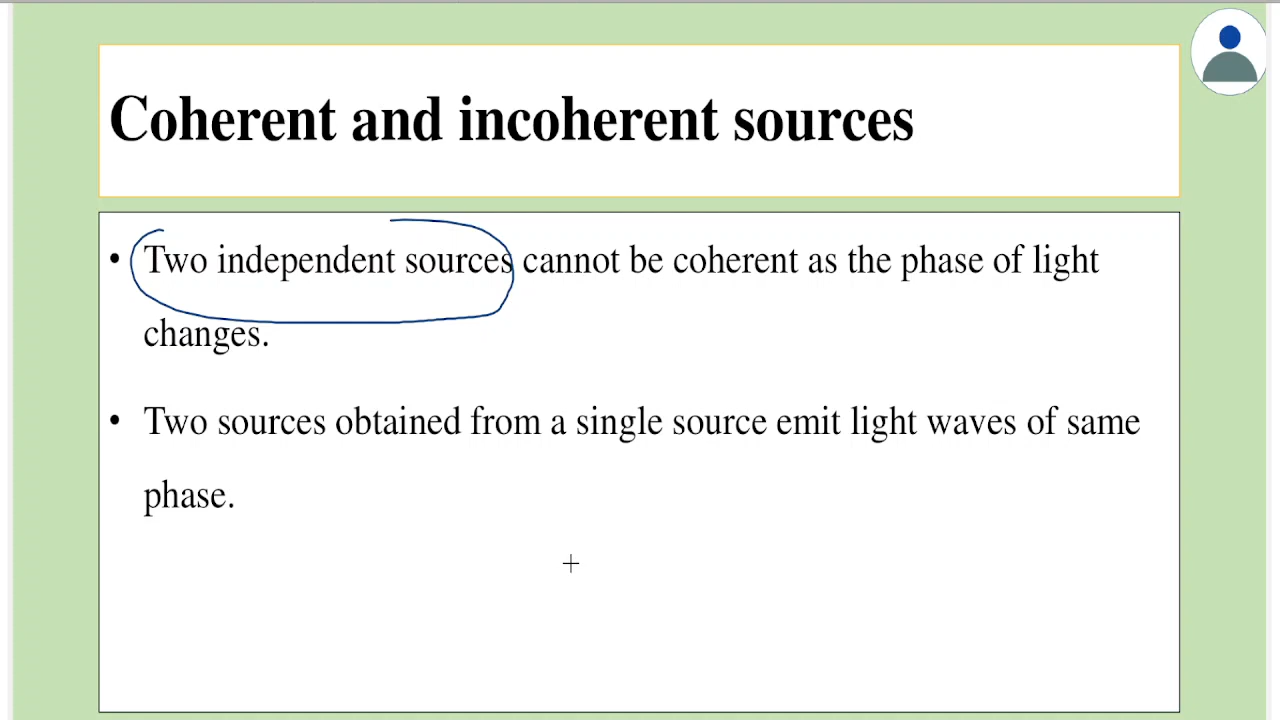 Coherent and incoherent sources
• Two independent sources cannot be coherent as the phase of light
changes.
• Two sources obtained from a single source emit light waves of same
phase.